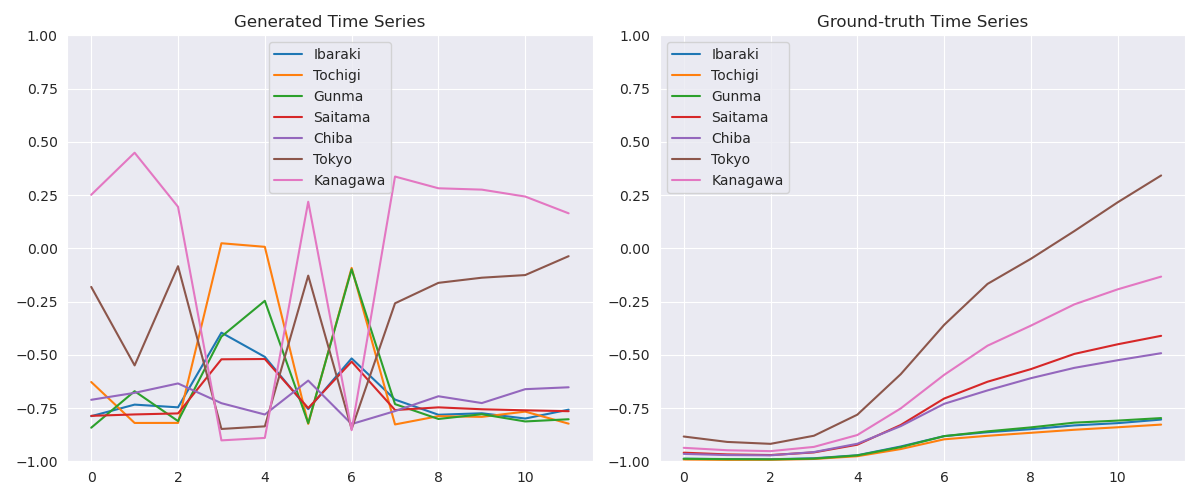 Generated Time Series
1.00
0.75
0.50
0.25
0.00
−0.25
−0.50
−0.75
−1.00
0 2 4 6 8 10
Ibaraki
Tochigi
Gunma
Saitama
Chiba
Tokyo
Kanagawa
Ground-truth Time Series
1.00
0.75
0.50
0.25
0.00
−0.25
−0.50
−0.75
−1.00
0 2 4 6 8 10
Ibaraki
Tochigi
Gunma
Saitama
Chiba
Tokyo
Kanagawa